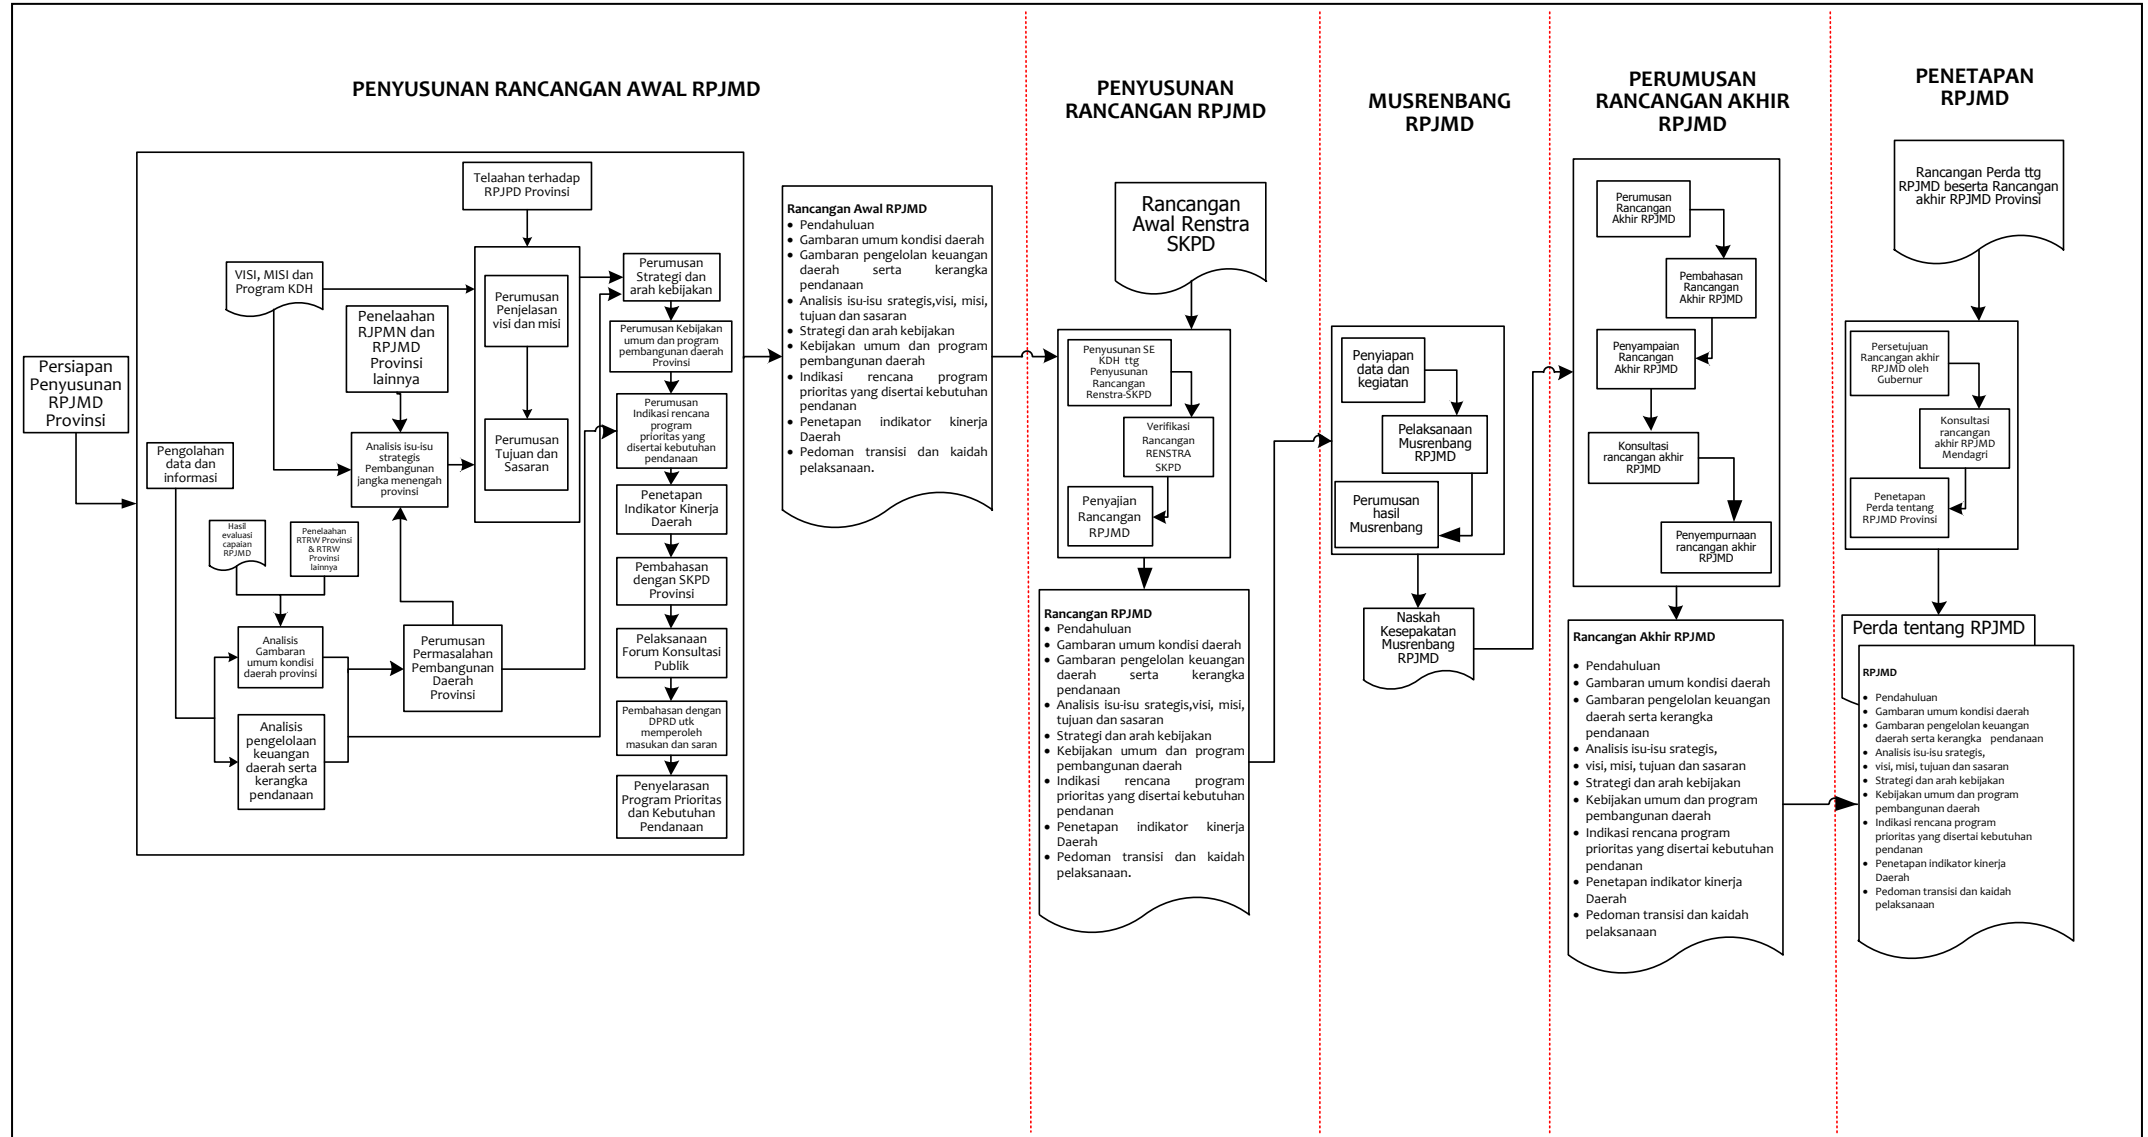 PENYUSUNAN RANCANGAN AWAL RPJMD
Persiapan
Penyusunan
RPJMD
Provinsi
Telaahan terhadap
RPJPD Provinsi
VISI, MISI dan
Program KDH
Penelaahan
RJPMN dan
RPJMD
Provinsi
lainnya
Perumusan
Penjelasan
visi dan misi
Perumusan
Tujuan dan
Sasaran
Analisis isu-isu
strategis
Pembangunan
jangka menengah
provinsi
Pengolahan
data dan
informasi
Hasil
evaluasi
capaian
RPJMD
Penelaahan
RTRW Provinsi
& RTRW
Provinsi
lainnya
Analisis
Gambaran
umum kondisi
daerah provinsi
Analisis
pengelolaan
keuangan
daerah serta
kerangka
pendanaan
Perumusan
Permasalahan
Pembangunan
Daerah
Provinsi
Perumusan
Strategi dan
arah kebijakan
Perumusan Kebijakan
umum dan program
pembangunan daerah
Provinsi
Perumusan
Indikasi rencana
program
prioritas yang
disertai kebutuhan
pendanaan
Penetapan
Indikator Kinerja
Daerah
Pembahasan
dengan SKPD
Provinsi
Pelaksanaan
Forum Konsultasi
Publik
Pembahasan dengan
DPRD utk
memperoleh
masukan dan saran
Penyelarasan
Program Prioritas
dan Kebutuhan
Pendanaan
Rancangan Awal RPJMD
• Pendahuluan
• Gambaran umum kondisi daerah
• Gambaran pengelolan keuangan
daerah serta kerangka
pendanaan
• Analisis isu-isu srategis,visi, misi,
tujuan dan sasaran
• Strategi dan arah kebijakan
• Kebijakan umum dan program
pembangunan daerah
• Indikasi rencana program
prioritas yang disertai kebutuhan
pendanan
• Penetapan indikator kinerja
Daerah
• Pedoman transisi dan kaidah
pelaksanaan.
PENYUSUNAN
RANCANGAN RPJMD
Rancangan
Awal Renstra
SKPD
Penyusunan SE
KDH ttg
Penyusunan
Rancangan
Renstra-SKPD
Verifikasi
Rancangan
RENSTRA
SKPD
Penyajian
Rancangan
RPJMD
Rancangan RPJMD
• Pendahuluan
• Gambaran umum kondisi daerah
• Gambaran pengelolan keuangan
daerah serta kerangka
pendanaan
• Analisis isu-isu srategis,visi, misi,
tujuan dan sasaran
• Strategi dan arah kebijakan
• Kebijakan umum dan program
pembangunan daerah
• Indikasi rencana program
prioritas yang disertai kebutuhan
pendanan
• Penetapan indikator kinerja
Daerah
• Pedoman transisi dan kaidah
pelaksanaan.
MUSRENBANG
RPJMD
Penyiapan
data dan
kegiatan
Pelaksanaan
Musrenbang
RPJMD
Perumusan
hasil
Musrenbang
Naskah
Kesepakatan
Musrenbang
RPJMD
PERUMUSAN
RANCANGAN AKHIR
RPJMD
Perumusan
Rancangan
Akhir RPJMD
Pembahasan
Rancangan
Akhir RPJMD
Penyampaian
Rancangan
Akhir RPJMD
Konsultasi
rancangan akhir
RPJMD
Penyempurnaan
rancangan akhir
RPJMD
Rancangan Akhir RPJMD
• Pendahuluan
• Gambaran umum kondisi daerah
• Gambaran pengelolan keuangan
daerah serta kerangka
pendanaan
• Analisis isu-isu srategis,
• visi, misi, tujuan dan sasaran
• Strategi dan arah kebijakan
• Kebijakan umum dan program
pembangunan daerah
• Indikasi rencana program
prioritas yang disertai kebutuhan
pendanan
• Penetapan indikator kinerja
Daerah
• Pedoman transisi dan kaidah
pelaksanaan
PENETAPAN
RPJMD
Rancangan Perda ttg
RPJMD beserta Rancangan
akhir RPJMD Provinsi
Persetujuan
Rancangan akhir
RPJMD oleh
Gubernur
Konsultasi
rancangan
akhir RPJMD
Mendagri
Penetapan
Perda tentang
RPJMD Provinsi
Perda tentang RPJMD
RPJMD
• Pendahuluan
• Gambaran umum kondisi daerah
• Gambaran pengelolan keuangan
daerah serta kerangka pendanaan
• Analisis isu-isu srategis,
• visi, misi, tujuan dan sasaran
• Strategi dan arah kebijakan
• Kebijakan umum dan program
pembangunan daerah
• Indikasi rencana program
prioritas yang disertai kebutuhan
pendanan
• Penetapan indikator kinerja
Daerah
• Pedoman transisi dan kaidah
pelaksanaan